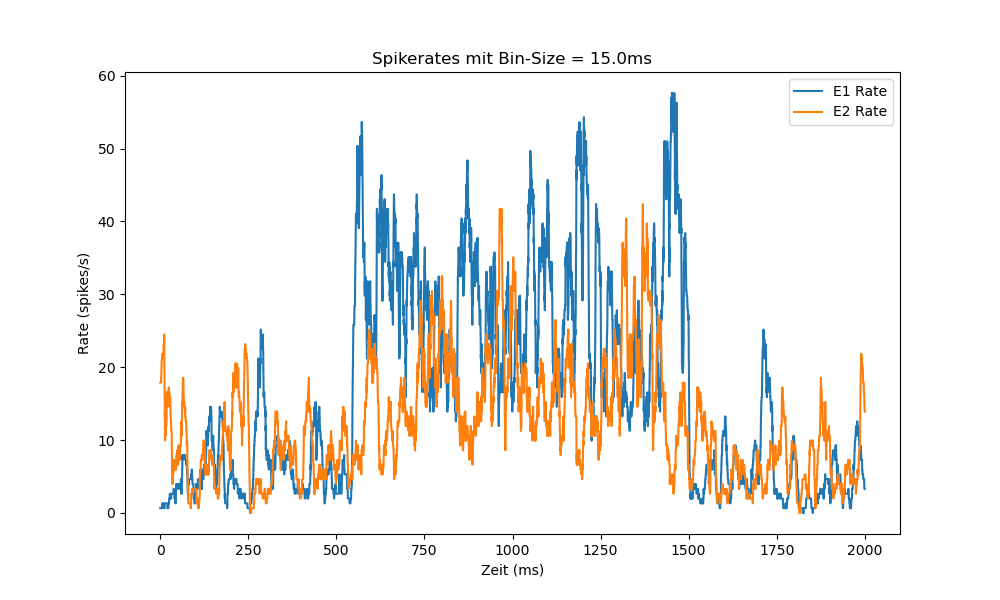 Spikerates mit Bin-Size = 15.0ms
E1 Rate
E2 Rate
Rate (spikes/s)
60
50
40
30
20
10
0
0 250 500 750 1000 1250 1500 1750 2000
Zeit (ms)